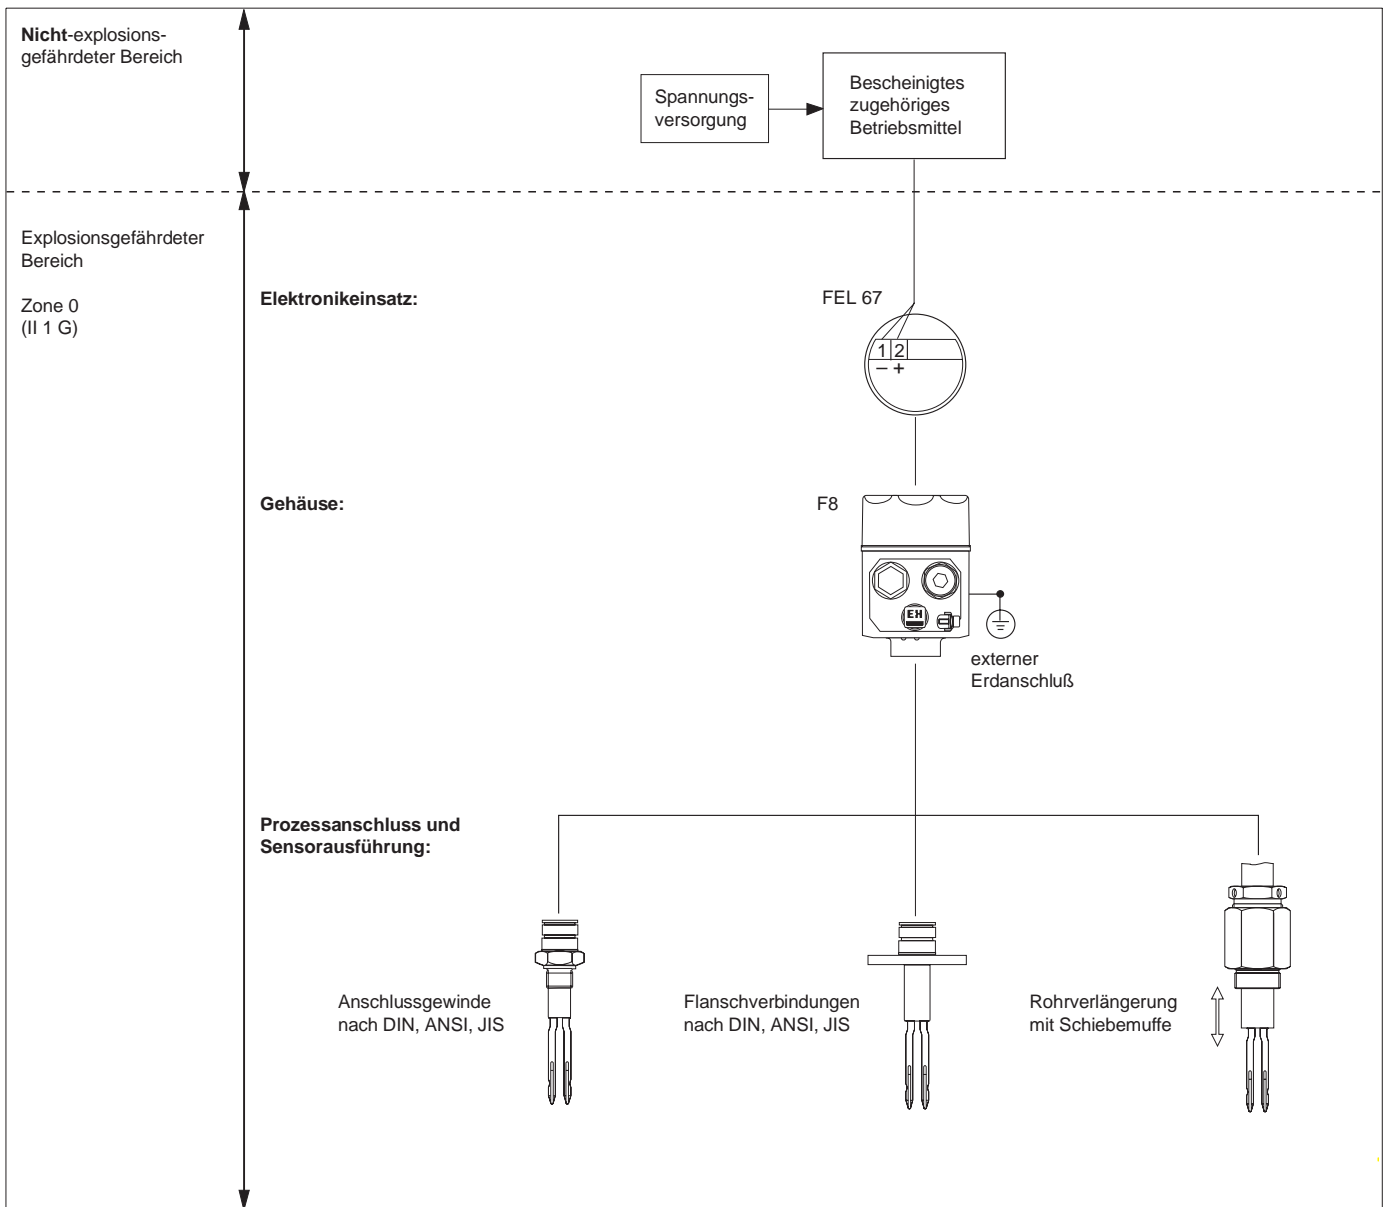 Nicht-explosions-
gefährdeter Bereich
Spannungs-
versorgung
Bescheinigtes
zugehöriges
Betriebsmittel
Explosionsgefährdeter
Bereich
Zone 0
(II 1 G)
Elektronikeinsatz:
FEL 67
1 2
– +
Gehäuse:
F8
EH
externer
Erdanschluß
Prozessanschluss und
Sensorausführung:
Anschlussgewinde
nach DIN, ANSI, JIS
Flanschverbindungen
nach DIN, ANSI, JIS
Rohrverlängerung
mit Schiebemuffe